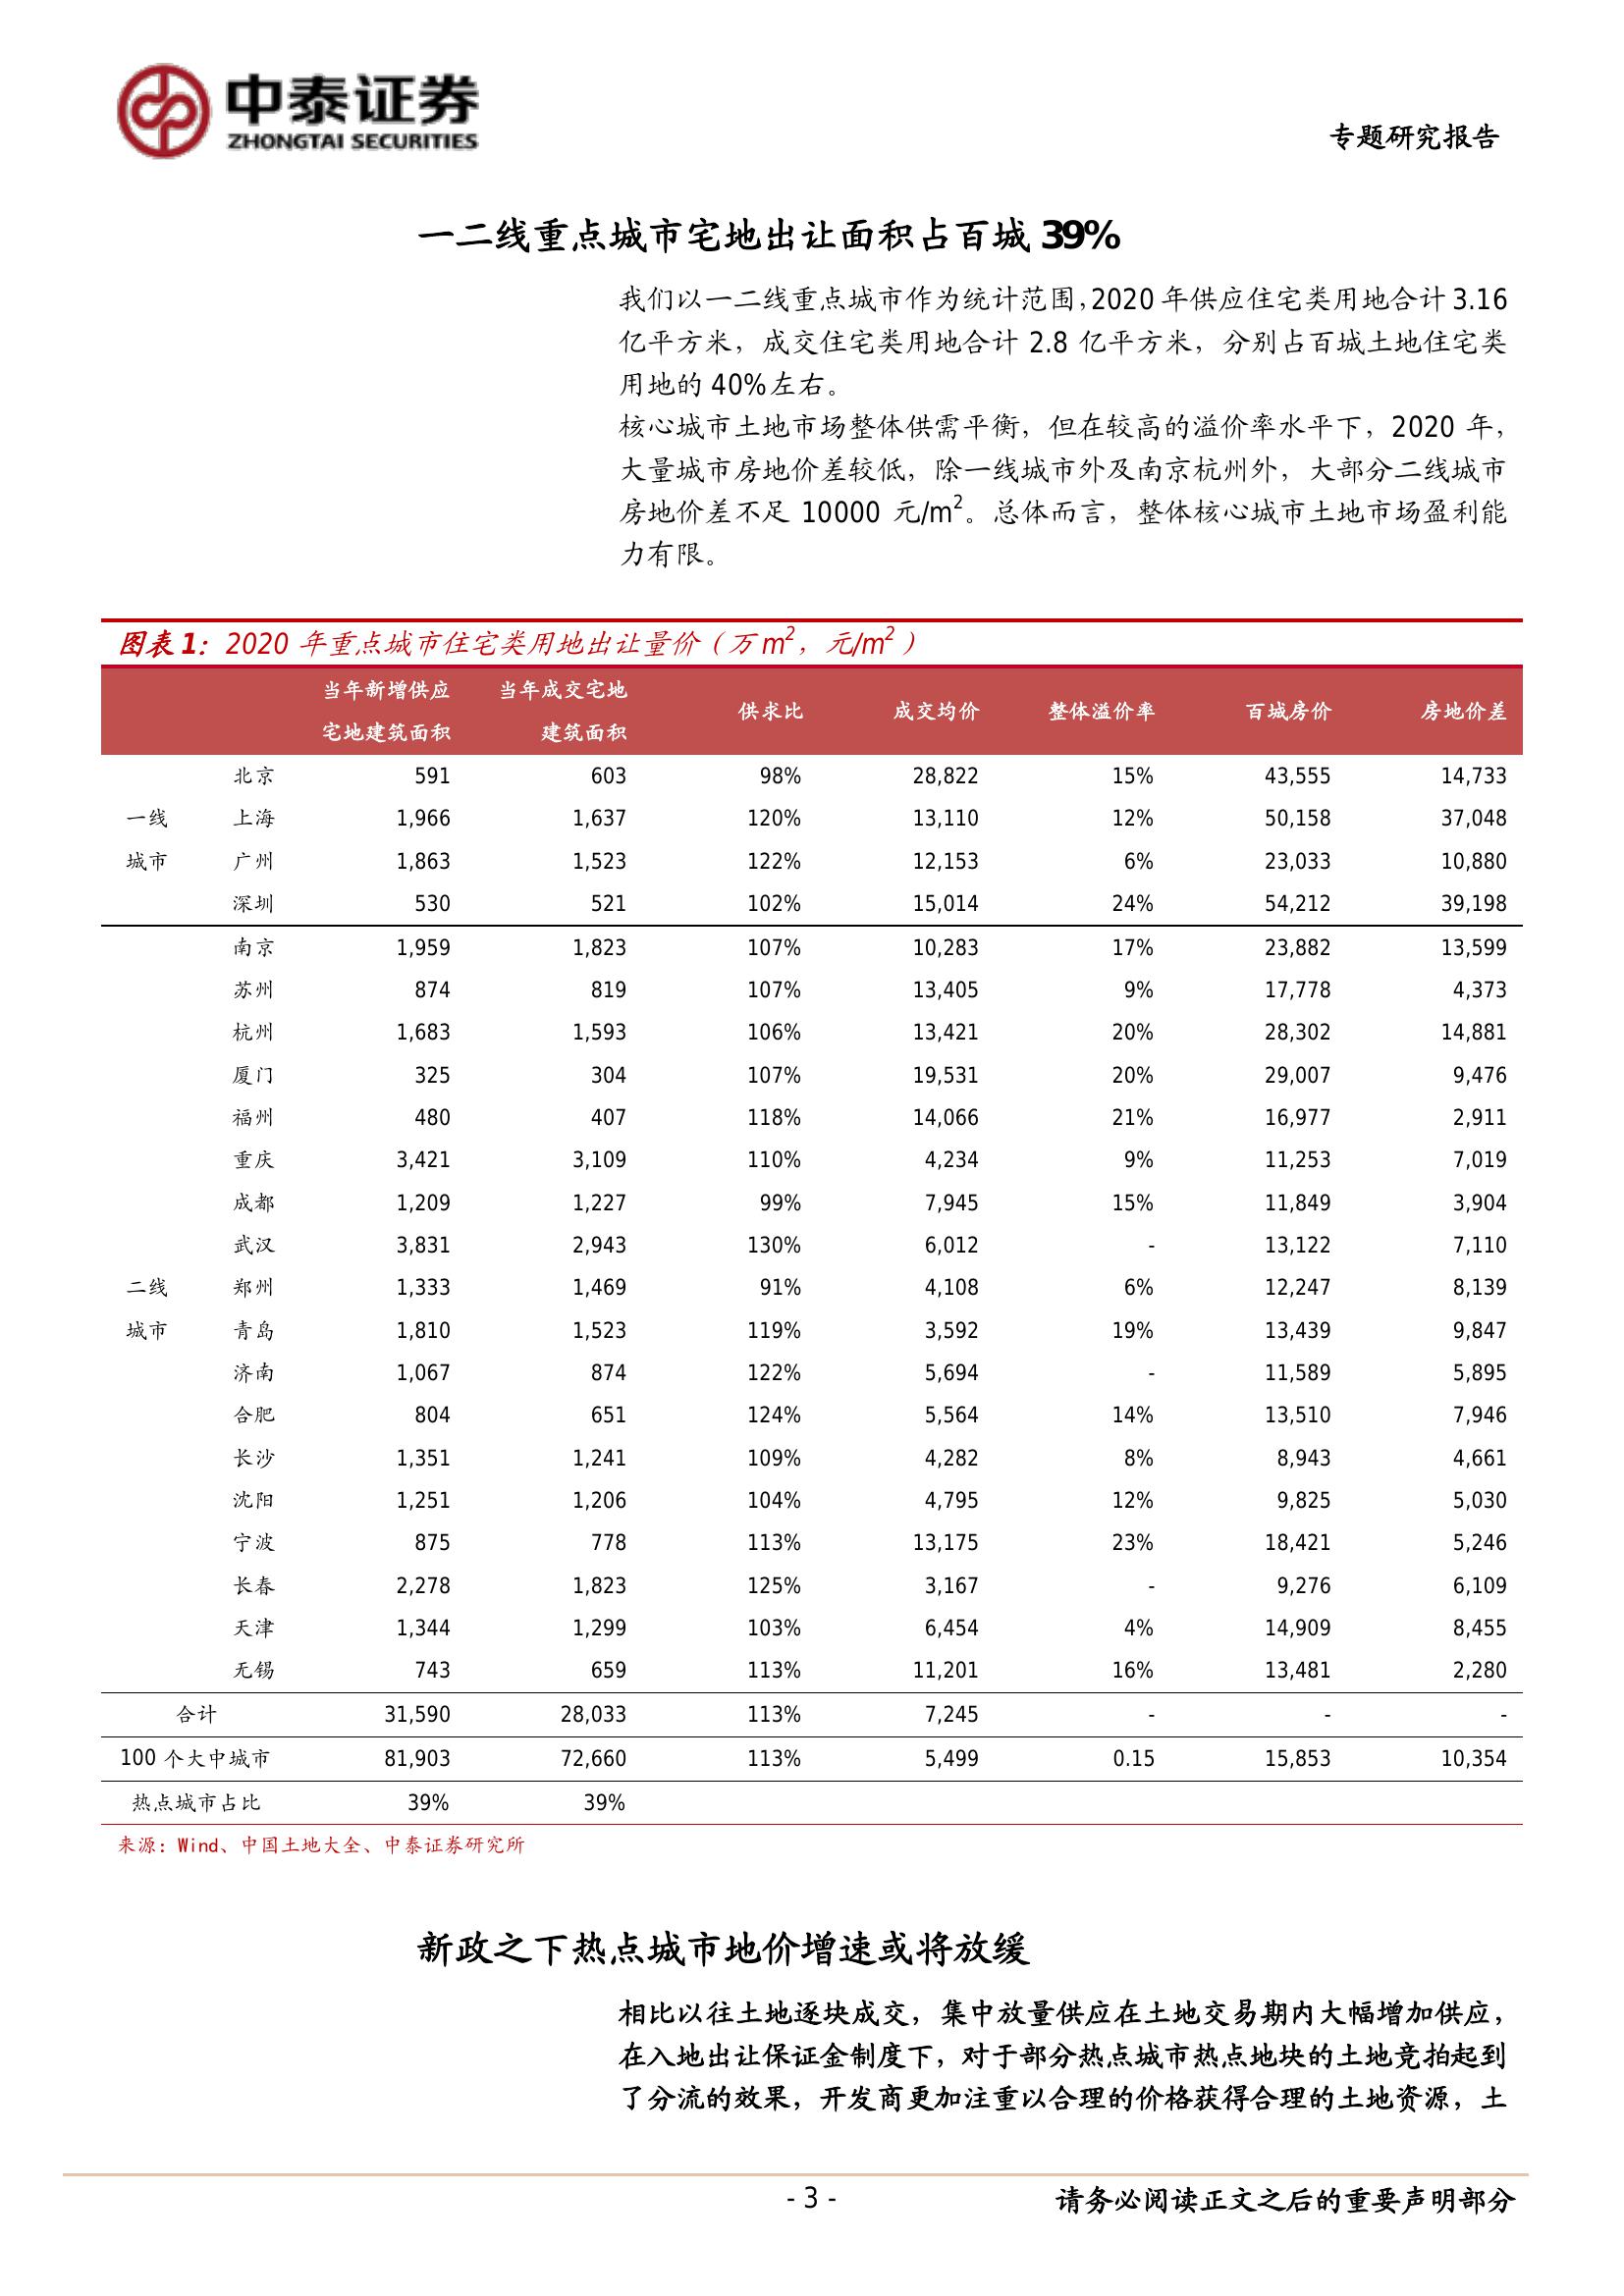 中泰证券
ZHONGTAI SECURITIES
专题研究报告
一二线重点城市宅地出让面积占百城 39%
我们以一二线重点城市作为统计范围，2020 年供应住宅类用地合计 3.16
亿平方米，成交住宅类用地合计 2.8 亿平方米，分别占百城土地住宅类
用地的 40%左右。
核心城市土地市场整体供需平衡，但在较高的溢价率水平下，2020 年，
大量城市房地价差较低，除一线城市外及南京杭州外，大部分二线城市
房地价差不足 10000 元/m²。总体而言，整体核心城市土地市场盈利能
力有限。
图表 1：2020 年重点城市住宅类用地出让量价（万 m²，元/m²）
当年新增供应宅地建筑面积 当年成交宅地建筑面积 供求比 成交均价 整体溢价率 百城房价 房地价差
一线城市
北京 591 603 98% 28,822 15% 43,555 14,733
上海 1,966 1,637 120% 13,110 12% 50,158 37,048
广州 1,863 1,523 122% 12,153 6% 23,033 10,880
深圳 530 521 102% 15,014 24% 54,212 39,198
二线城市
南京 1,959 1,823 107% 10,283 17% 23,882 13,599
苏州 874 819 107% 13,405 9% 17,778 4,373
杭州 1,683 1,593 106% 13,421 20% 28,302 14,881
厦门 325 304 107% 19,531 20% 29,007 9,476
福州 480 407 118% 14,066 21% 16,977 2,911
重庆 3,421 3,109 110% 4,234 9% 11,253 7,019
成都 1,209 1,227 99% 7,945 15% 11,849 3,904
武汉 3,831 2,943 130% 6,012 - 13,122 7,110
郑州 1,333 1,469 91% 4,108 6% 12,247 8,139
青岛 1,810 1,523 119% 3,592 19% 13,439 9,847
济南 1,067 874 122% 5,694 - 11,589 5,895
合肥 804 651 124% 5,564 14% 13,510 7,946
长沙 1,351 1,241 109% 4,282 8% 8,943 4,661
沈阳 1,251 1,206 104% 4,795 12% 9,825 5,030
宁波 875 778 113% 13,175 23% 18,421 5,246
长春 2,278 1,823 125% 3,167 - 9,276 6,109
天津 1,344 1,299 103% 6,454 4% 14,909 8,455
无锡 743 659 113% 11,201 16% 13,481 2,280
合计 31,590 28,033 113% 7,245 - - -
100 个大中城市 81,903 72,660 113% 5,499 0.15 15,853 10,354
热点城市占比 39% 39%
来源：Wind、中国土地大全、中泰证券研究所
新政之下热点城市地价增速或将放缓
相比以往土地逐块成交，集中放量供应在土地交易期内大幅增加供应，
在入地出让保证金制度下，对于部分热点城市热点地块的土地竞拍起到
了分流的效果，开发商更加注重以合理的价格获得合理的土地资源，土
- 3 -
请务必阅读正文之后的重要声明部分